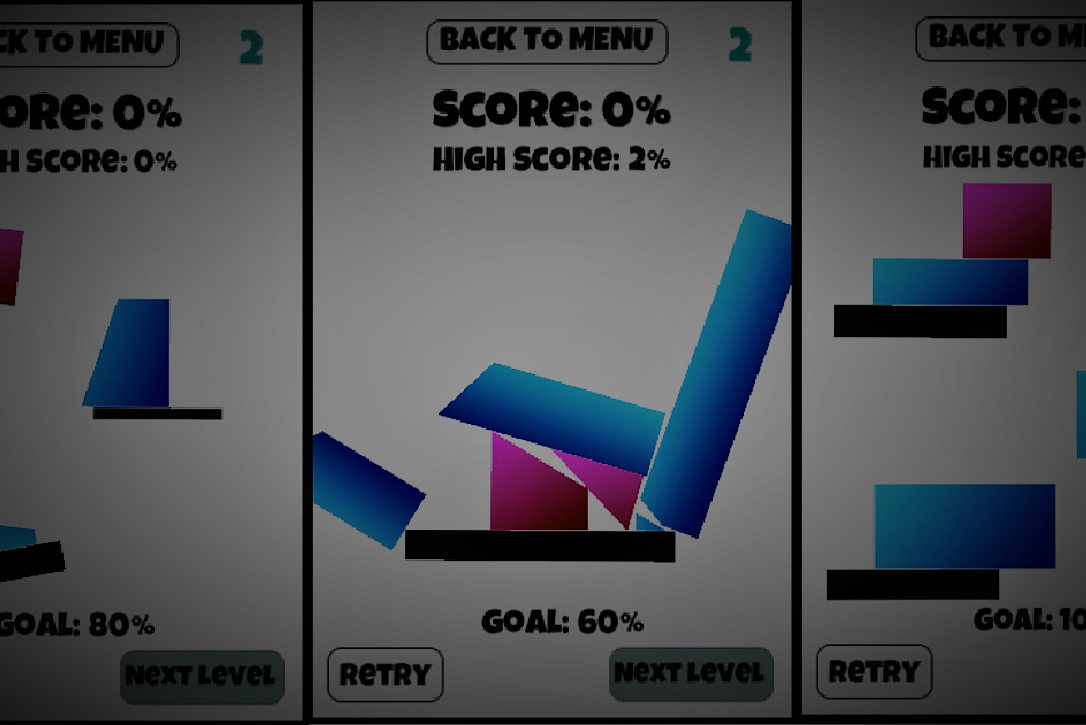 CK TO MENU
2
ORE: 0%
H SCORE: 0%
GOAL: 80%
NEXT LEVEL
BACK TO MENU
2
SCORE: 0%
HIGH SCORE: 2%
GOAL: 60%
RETRY
NEXT LEVEL
BACK TO M
SCORE:
HIGH SCORE
GOAL: 10
RETRY